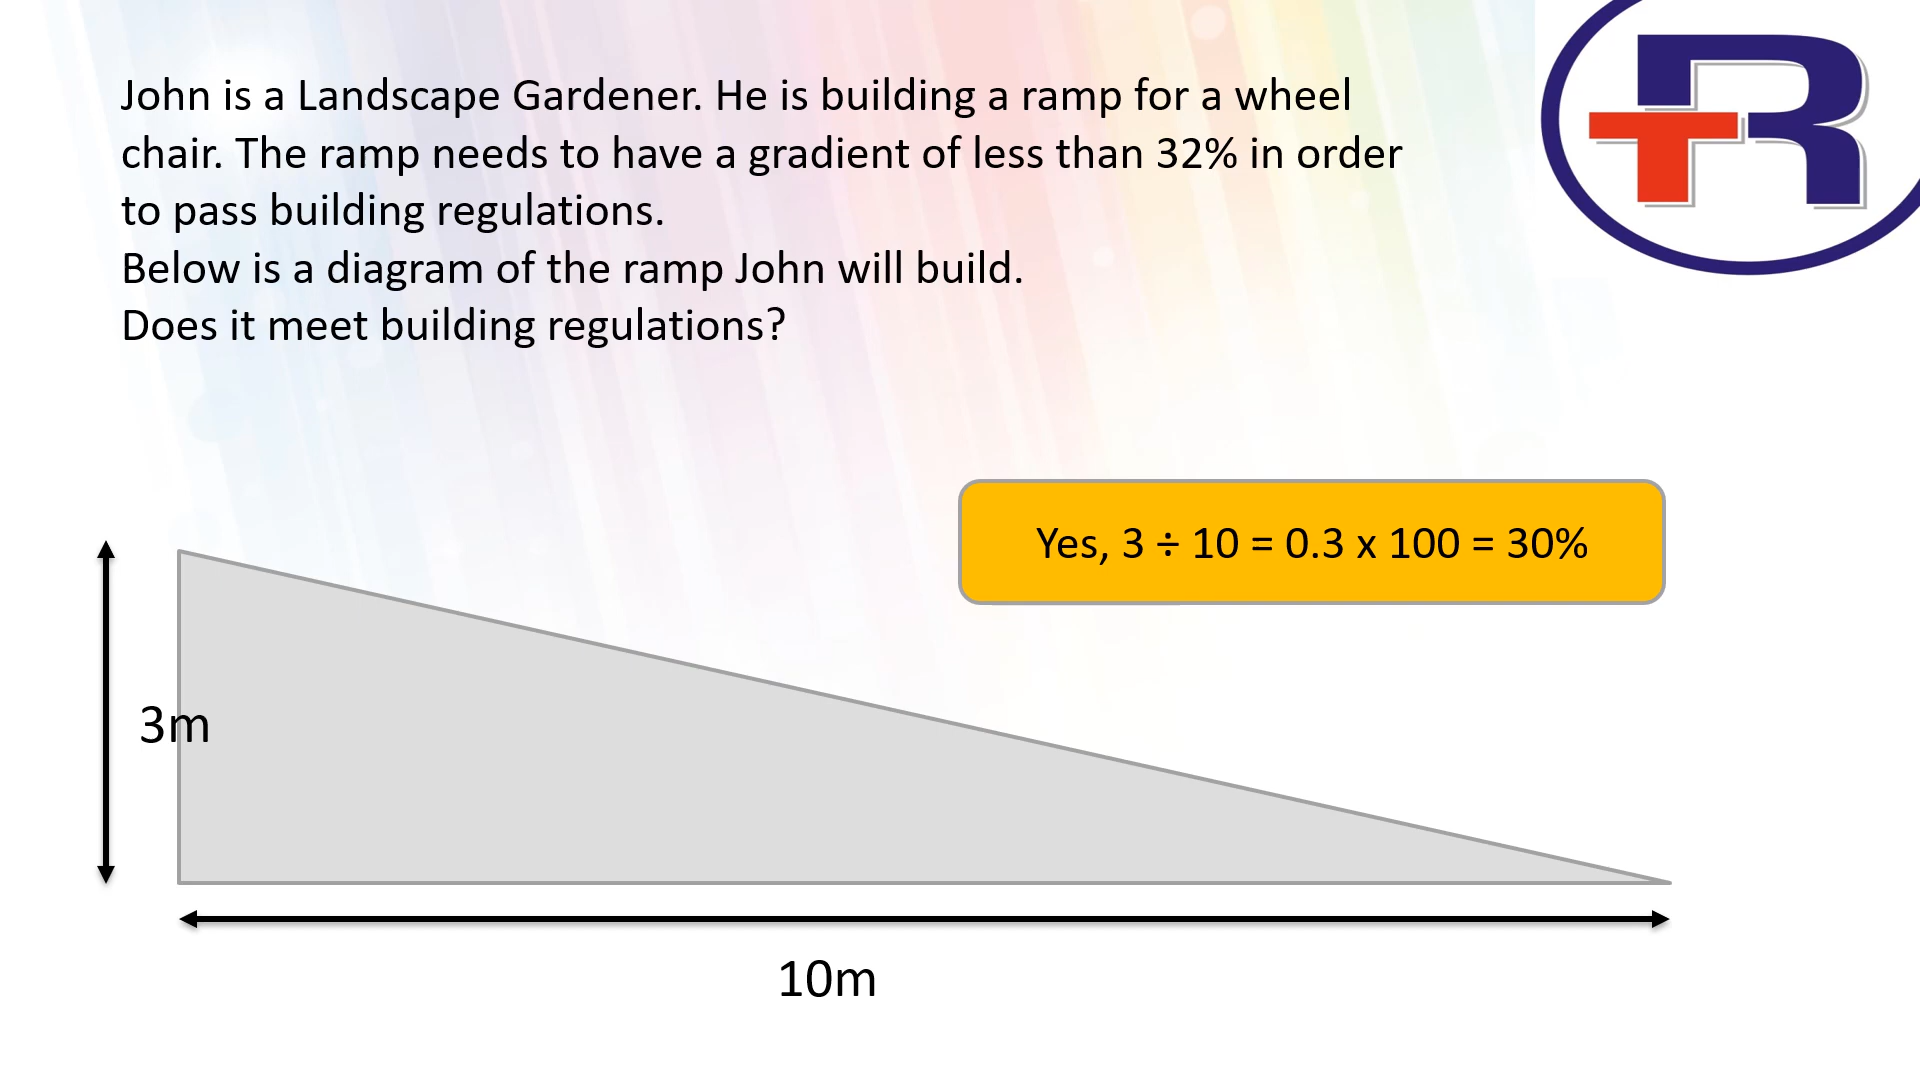 John is a Landscape Gardener. He is building a ramp for a wheel
chair. The ramp needs to have a gradient of less than 32% in order
to pass building regulations.
Below is a diagram of the ramp John will build.
Does it meet building regulations?
TR
Yes, 3 ÷ 10 = 0.3 x 100 = 30%
3m
10m